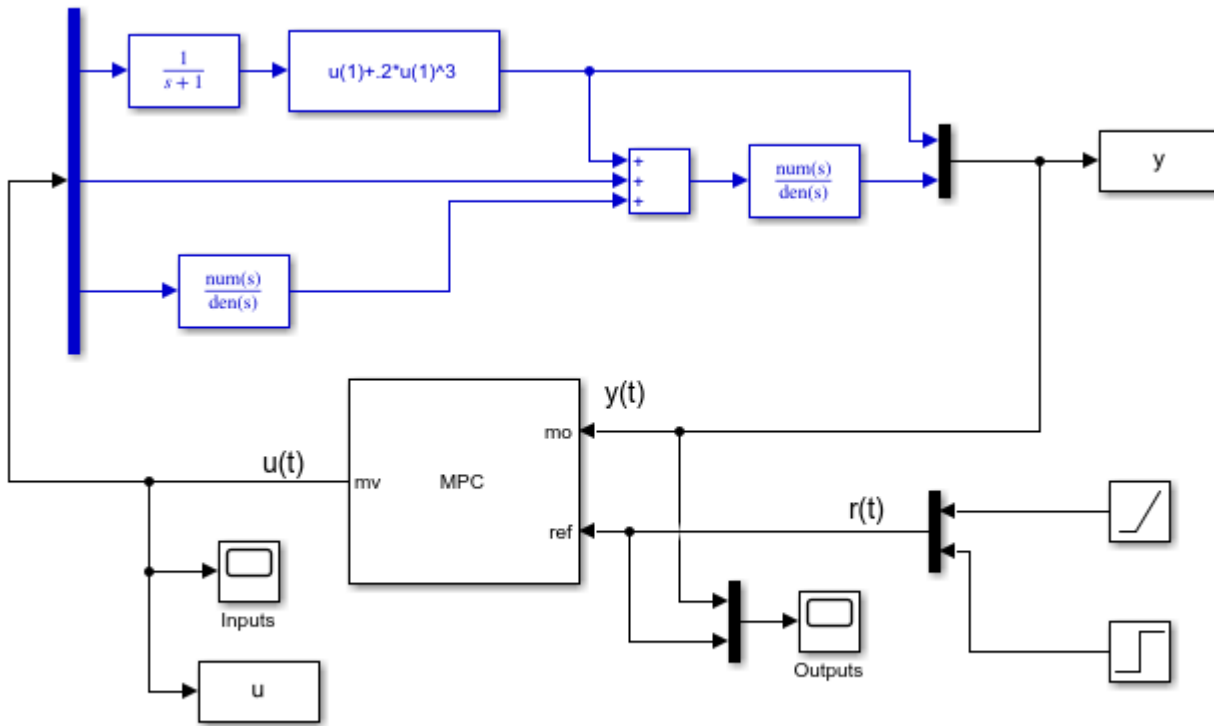 1
s + 1
u(1)+.2*u(1)^3
+
+
+
num(s)
den(s)
y
num(s)
den(s)
y(t)
mo
u(t)
mv
MPC
r(t)
ref
Inputs
Outputs
u